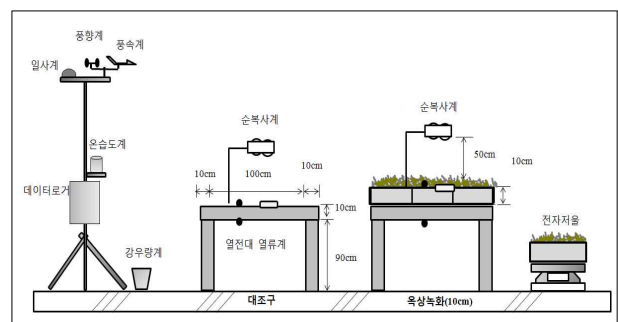 풍향계
풍속계
일사계
순복사계
순복사계
온습도계
10cm
100cm
10cm
50cm
10cm
데이터로거
10cm
전자저울
강우량계
열전대 열류계
90cm
대조구
옥상녹화(10cm)